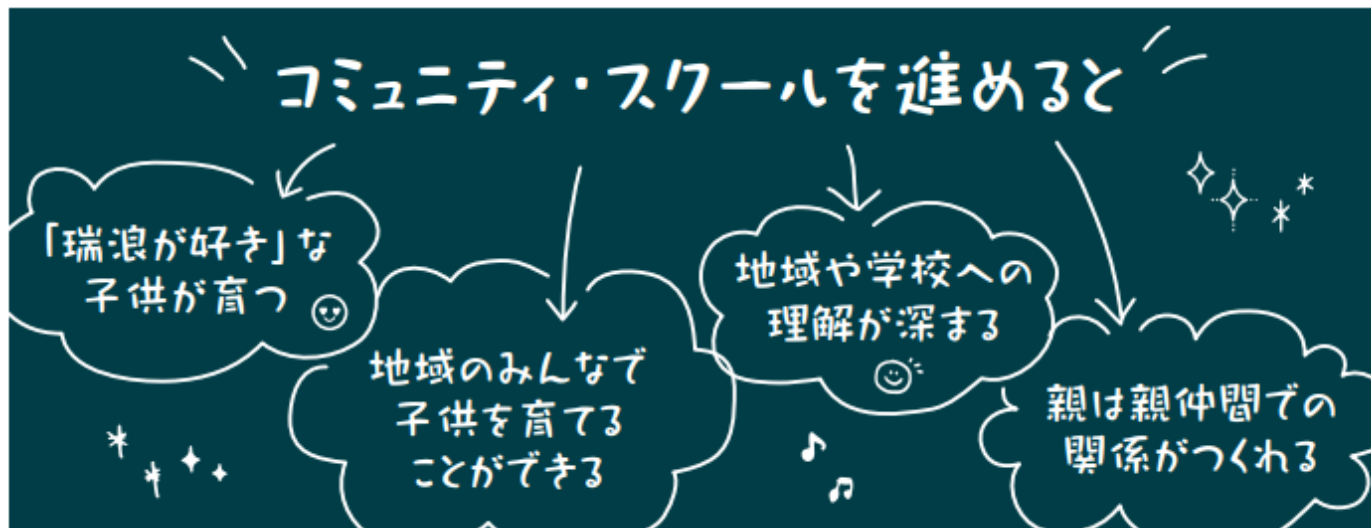 コミュニティ・スクールを進めると
「瑞浪が好き」な
子供が育つ
地域のみんなで
子供を育てる
ことができる
地域や学校への
理解が深まる
親は親仲間での
関係がつくれる